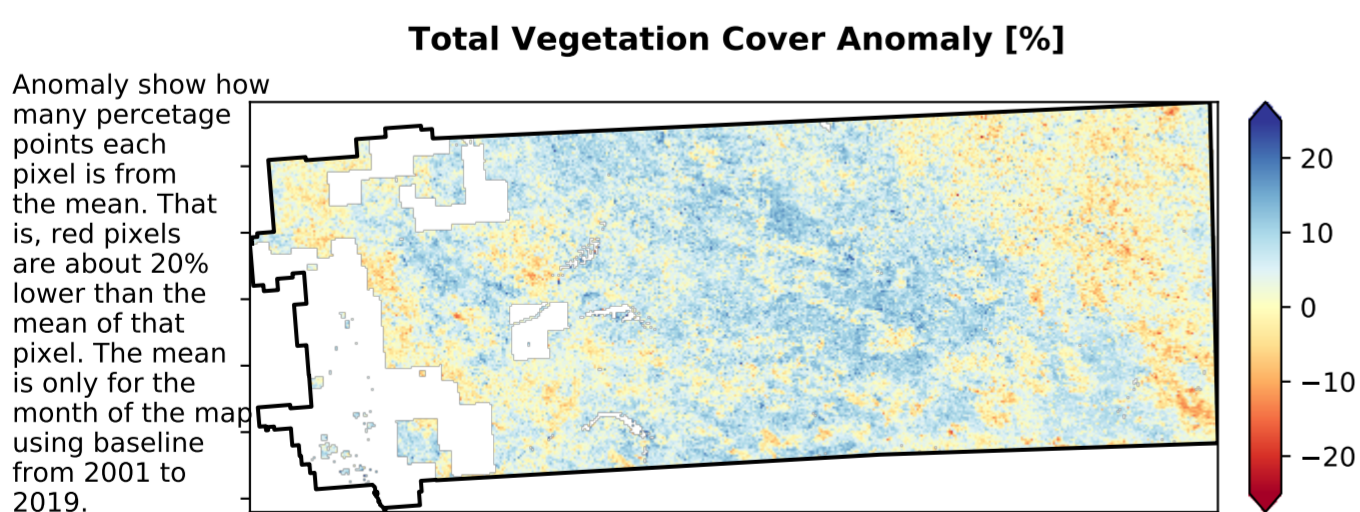 Total Vegetation Cover Anomaly [%]
Anomaly show how
many percetage
points each
pixel is from
the mean. That
is, red pixels
are about 20%
lower than the
mean of that
pixel. The mean
is only for the
month of the map
using baseline
from 2001 to
2019.
20
10
0
−10
−20